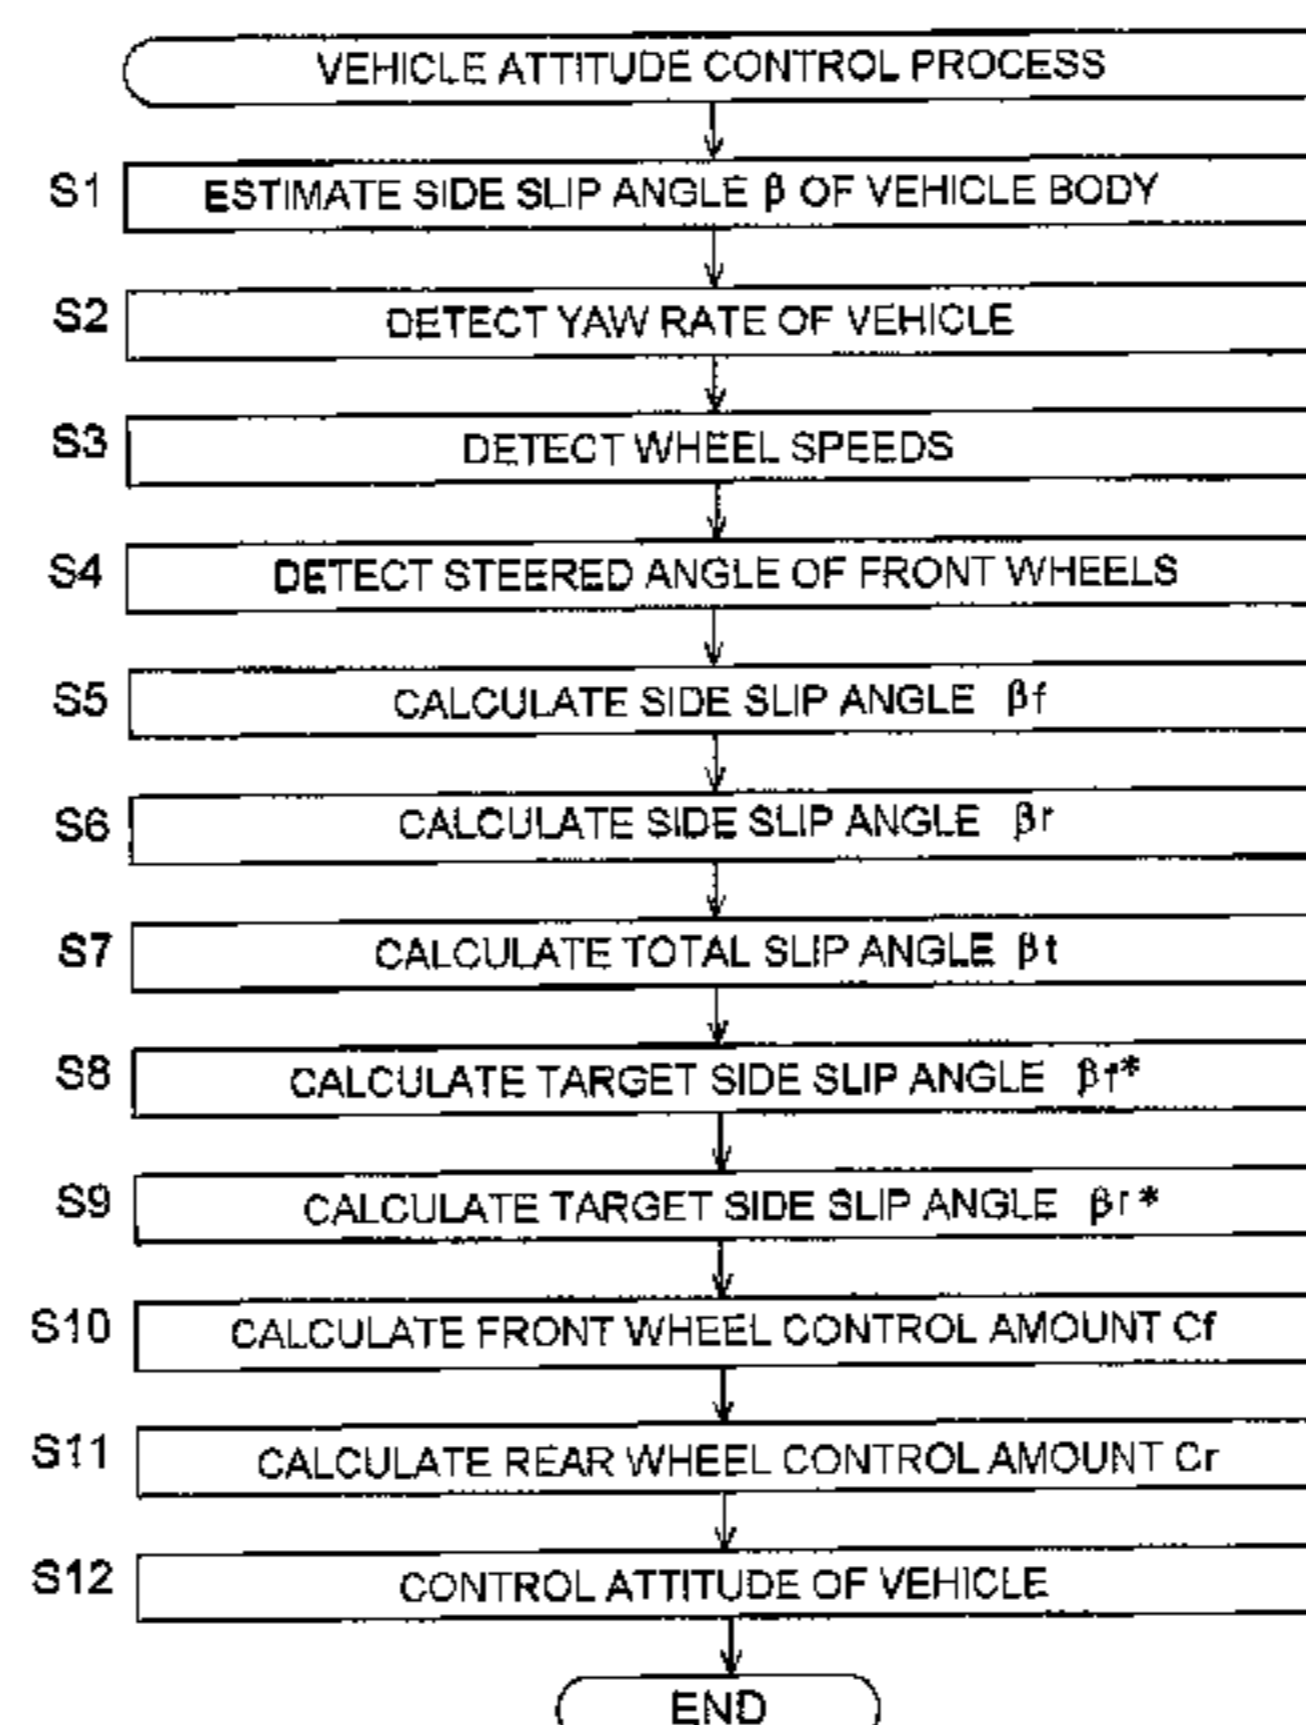 VEHICLE ATTITUDE CONTROL PROCESS
S1 ESTIMATE SIDE SLIP ANGLE β OF VEHICLE BODY
S2 DETECT YAW RATE OF VEHICLE
S3 DETECT WHEEL SPEEDS
S4 DETECT STEERED ANGLE OF FRONT WHEELS
S5 CALCULATE SIDE SLIP ANGLE βf
S6 CALCULATE SIDE SLIP ANGLE βr
S7 CALCULATE TOTAL SLIP ANGLE βt
S8 CALCULATE TARGET SIDE SLIP ANGLE βf*
S9 CALCULATE TARGET SIDE SLIP ANGLE βr*
S10 CALCULATE FRONT WHEEL CONTROL AMOUNT Cf
S11 CALCULATE REAR WHEEL CONTROL AMOUNT Cr
S12 CONTROL ATTITUDE OF VEHICLE
END